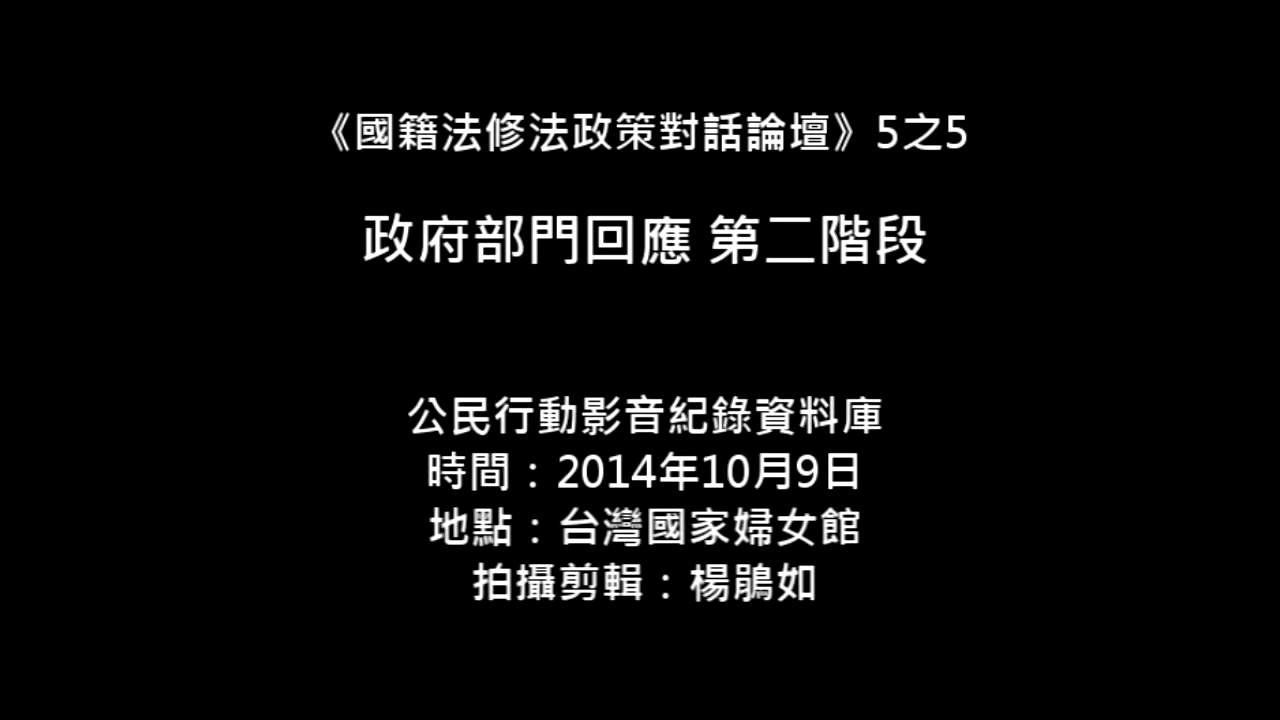 《國籍法修法政策對話論壇》5之5
政府部門回應 第二階段
公民行動影音紀錄資料庫
時間：2014年10月9日
地點：台灣國家婦女館
拍攝剪輯：楊鵑如